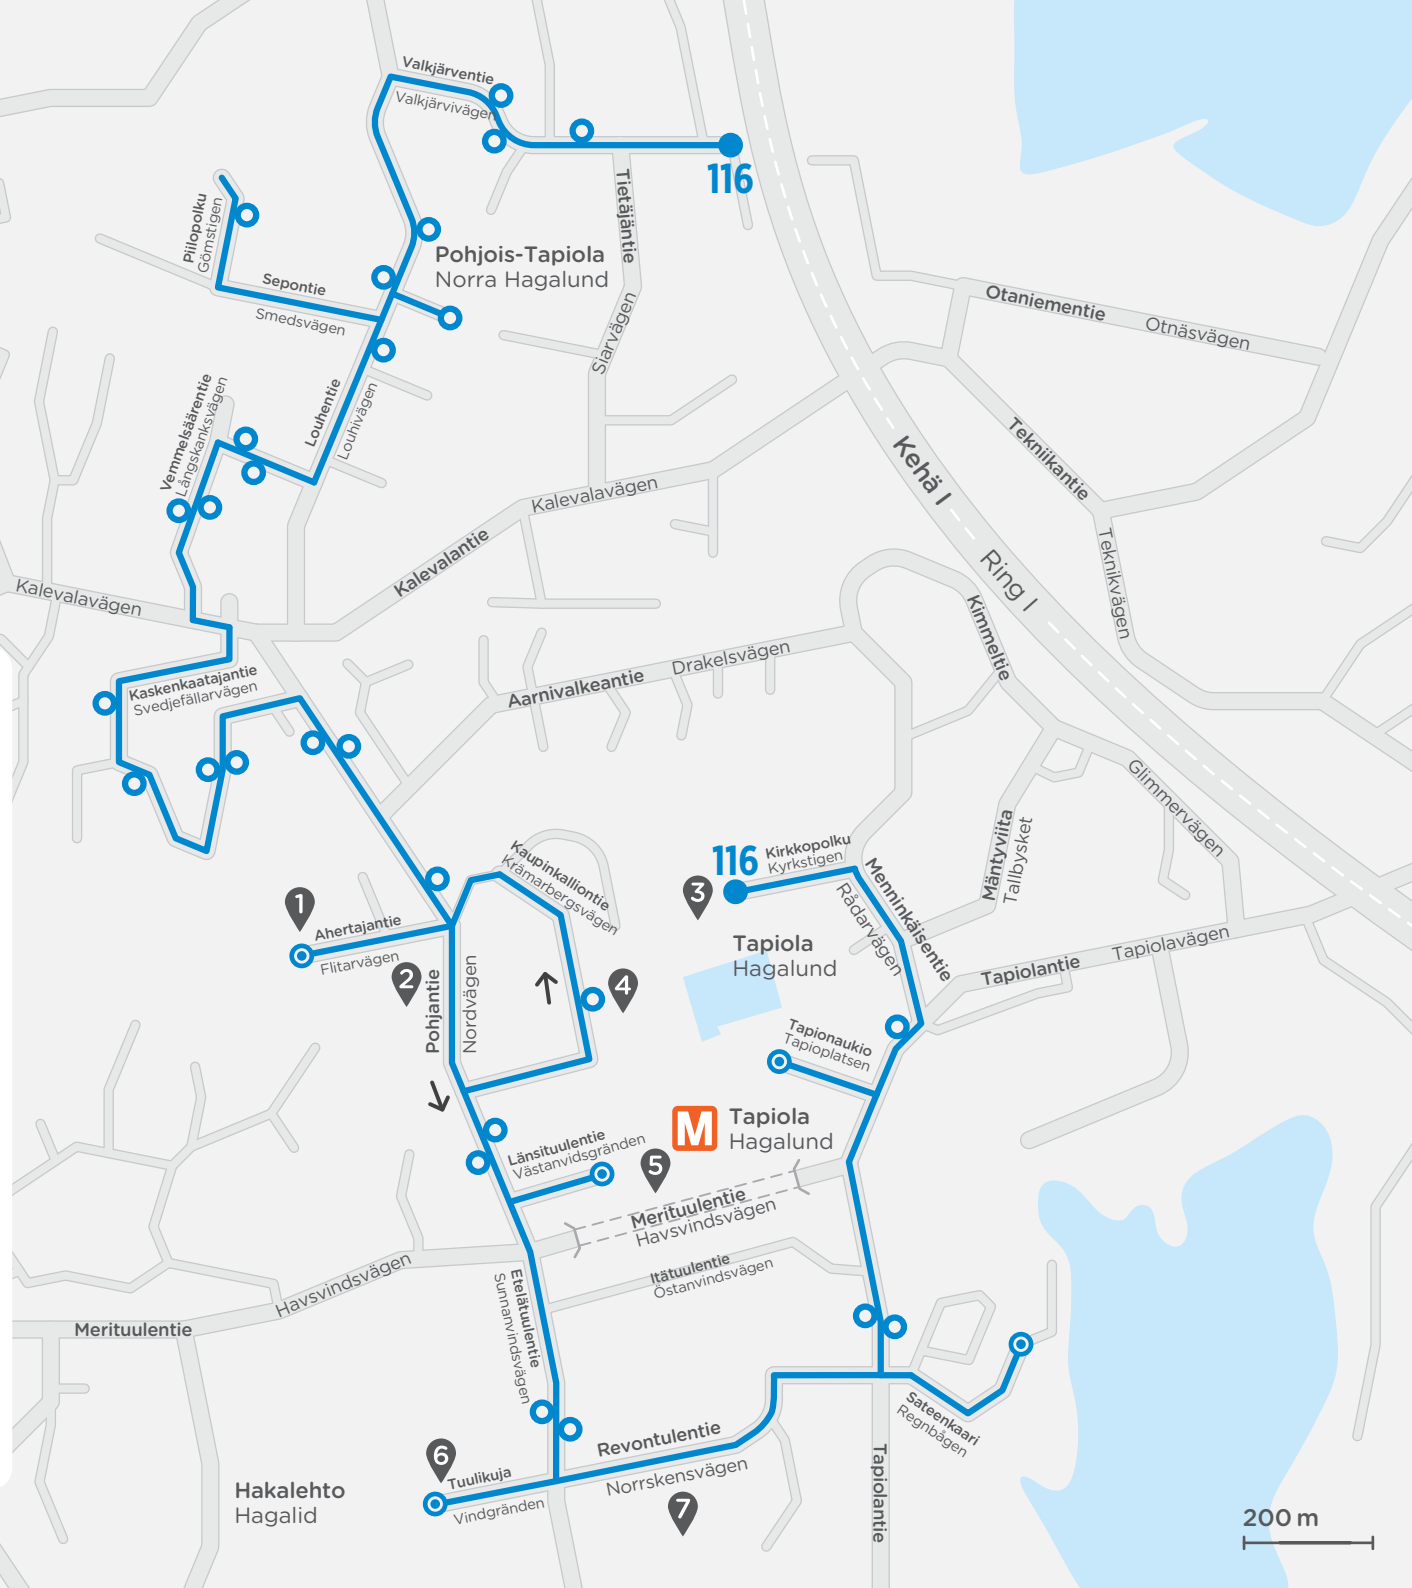 Valkjärventie
Valkjärvivägen
116
Tietäjäntie
Siarvägen
Piilopolku
Gömstigen
Sepontie
Smedsvägen
Pohjois-Tapiola
Norra Hagalund
Otaniementie
Otnäsvägen
Louhentie
Louhivägen
Vemmelsäärentie
Långskanksvägen
Tekniikantie
Teknikvägen
Kehä I
Ring I
Kalevalavägen
Kalevalantie
Kalevalavägen
Kimmeltie
Kaskenkaatajantie
Svedjefällarvägen
Aarnivalkeantie
Drakelsvägen
Glimmervägen
Mäntyviita
Tallbysket
Kaupinkalliontie
Krämarbergsvägen
116
Kirkkopolku
Kyrkstigen
Menninkäisentie
Rådarvägen
1
3
Ahertajantie
Flitarvägen
2
4
Pohjantie
Nordvägen
Tapiola
Hagalund
Tapiolantie
Tapiolavägen
Tapionaukio
Tapioplatsen
M
Tapiola
Hagalund
Länsituulentie
Västanvidsgränden
5
Merituulentie
Havsvindsvägen
Havsvindsvägen
Itätuulentie
Östanvindsvägen
Merituulentie
Etelätuulentie
Sunnanvindsvägen
Sateenkaari
Regnbågen
Revontulentie
Norrskensvägen
6
Tuulikuja
Vindgränden
7
Tapiolantie
Hakalehto
Hagalid
200 m